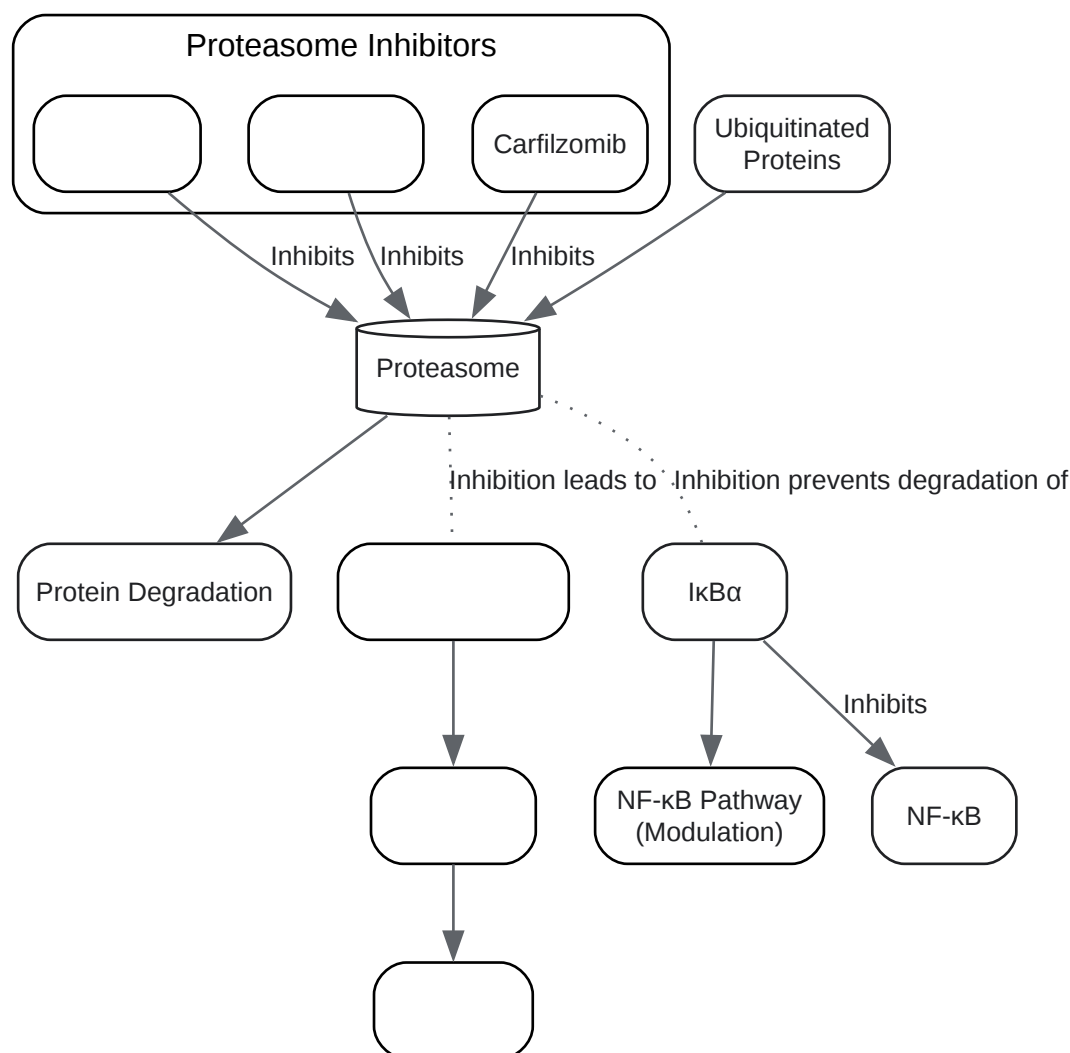 Proteasome Inhibitors
Carfilzomib
Ubiquitinated
Proteins
Inhibits
Inhibits
Inhibits
Proteasome
Inhibition leads to
Inhibition prevents degradation of
Protein Degradation
IκBα
Inhibits
NF-κB Pathway
(Modulation)
NF-κB